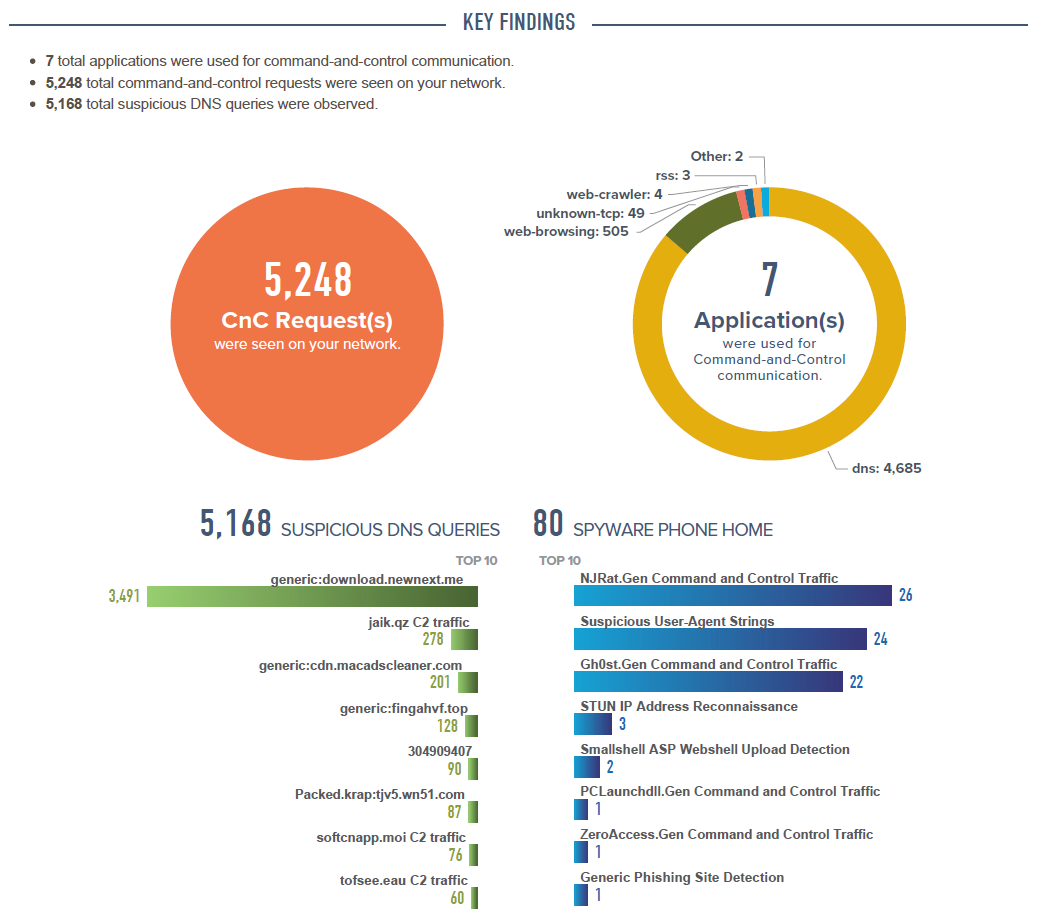 KEY FINDINGS
7 total applications were used for command-and-control communication.
5,248 total command-and-control requests were seen on your network.
5,168 total suspicious DNS queries were observed.
5,248
CnC Request(s)
were seen on your network.
Other: 2
rss: 3
web-crawler: 4
unknown-tcp: 49
web-browsing: 505
7
Application(s)
were used for
Command-and-Control
communication.
dns: 4,685
5,168 SUSPICIOUS DNS QUERIES
TOP 10
generic:download.newnext.me
3,491
jaik.qz C2 traffic
278
generic:cdn.macadscleaner.com
201
generic:fingahvf.top
128
304909407
90
Packed.krap:tjv5.wn51.com
87
softcnapp.moi C2 traffic
76
tofsee.eau C2 traffic
60
80 SPYWARE PHONE HOME
TOP 10
NJRat.Gen Command and Control Traffic
26
Suspicious User-Agent Strings
24
Gh0st.Gen Command and Control Traffic
22
STUN IP Address Reconnaissance
3
Smallshell ASP Webshell Upload Detection
2
PCLaunchdll.Gen Command and Control Traffic
1
ZeroAccess.Gen Command and Control Traffic
1
Generic Phishing Site Detection
1